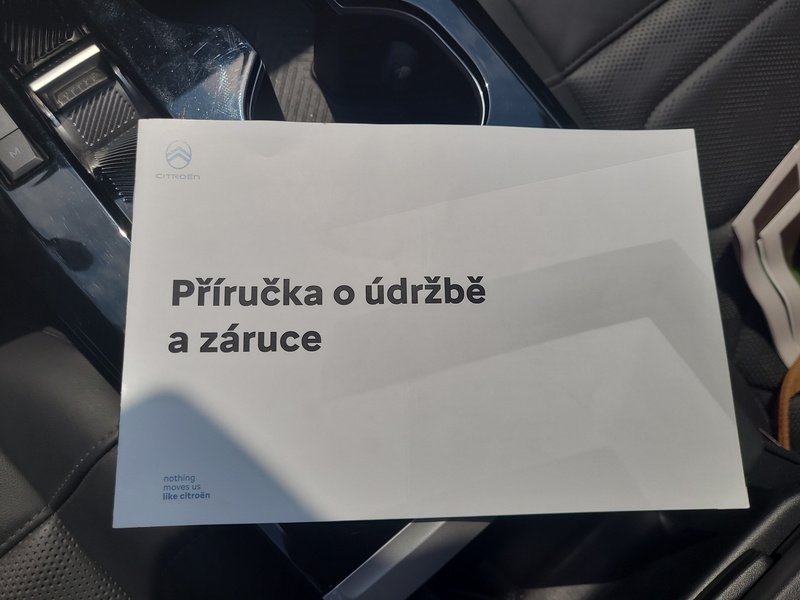 CITROËN
Příručka o údržbě
a záruce
nothing
moves us
like citroën
M